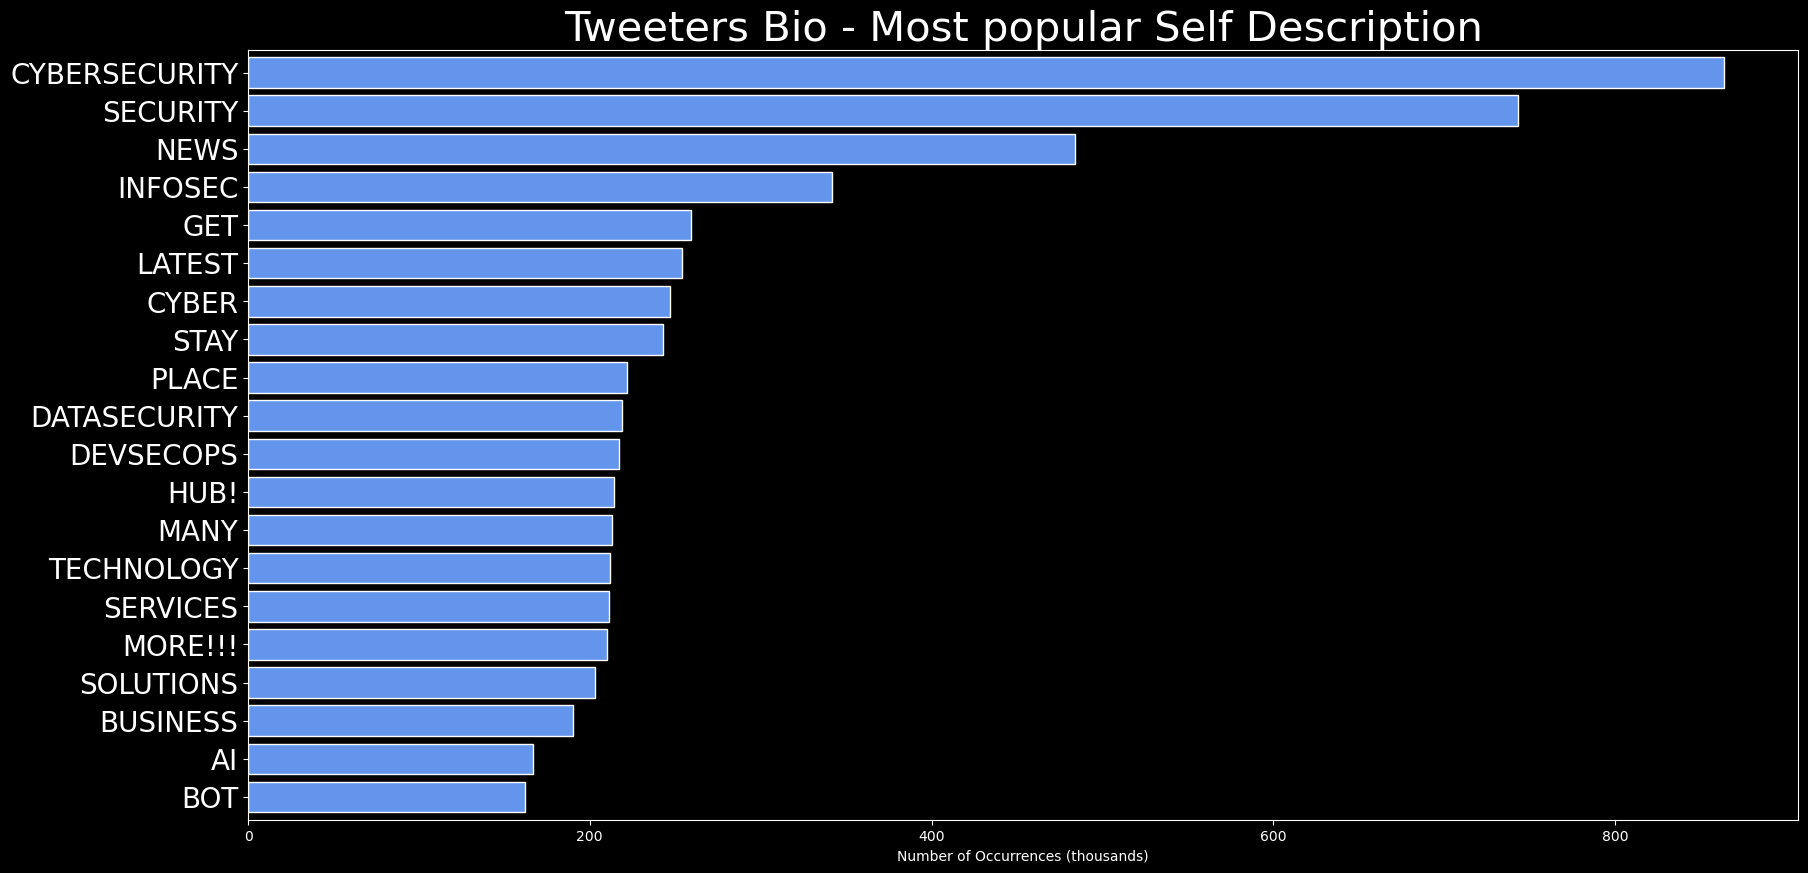 Tweeters Bio - Most popular Self Description
CYBERSECURITY
SECURITY
NEWS
INFOSEC
GET
LATEST
CYBER
STAY
PLACE
DATASECURITY
DEVSECOPS
HUB!
MANY
TECHNOLOGY
SERVICES
MORE!!!
SOLUTIONS
BUSINESS
AI
BOT
0 200 400 600 800
Number of Occurrences (thousands)